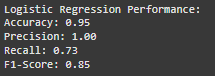 Logistic Regression Performance:
Accuracy: 0.95
Precision: 1.00
Recall: 0.73
F1-Score: 0.85